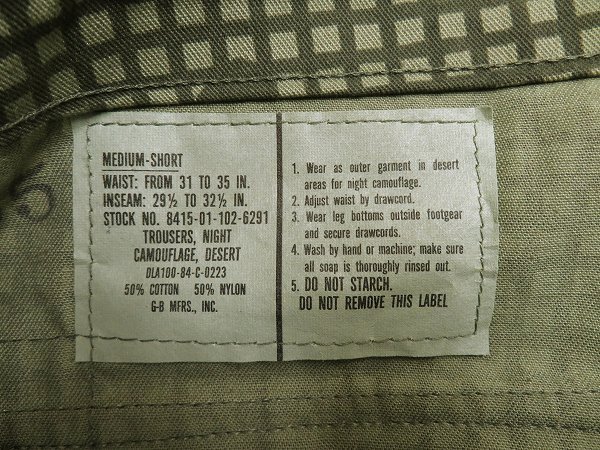 MEDIUM-SHORT
WAIST: FROM 31 TO 35 IN.
INSEAM: 29½ TO 32½ IN.
STOCK NO. 8415-01-102-6291
TROUSERS, NIGHT
CAMOUFLAGE, DESERT
DLA100-84-C-0223
50% COTTON 50% NYLON
G-B MFRS., INC.
1. Wear as outer garment in desert
areas for night camouflage.
2. Adjust waist by drawcord.
3. Wear leg bottoms outside footgear
and secure drawcords.
4. Wash by hand or machine; make sure
all soap is thoroughly rinsed out.
5. DO NOT STARCH.
DO NOT REMOVE THIS LABEL
5